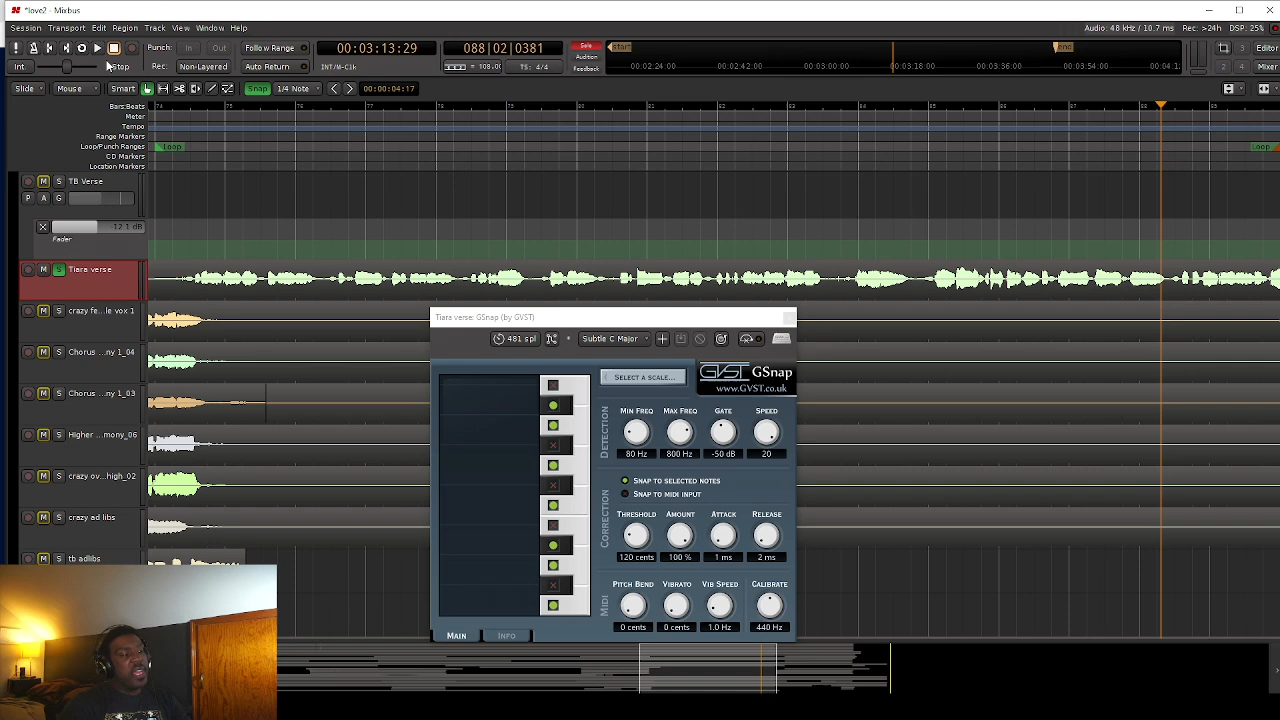 *love2 - Mixbus
Session Transport Edit Region Track View Window Help
Audio: 48 kHz / 10.7 ms Rec: >24h DSP: 25%
Punch: In Out Follow Range 00:03:13:29 088|02|0381 Solo start end Editor
Int Stop Rec: Non-Layered Auto Return INT/M-Clk TS: 4/4 Audition Feedback 00:02:24:00 00:02:42:00 00:03:00:00 00:03:18:00 00:03:36:00 00:03:54:00 Mixer
Slide Mouse Smart Snap 1/4 Note 00:00:04:17
Bars:Beats 74 75 77
Meter
Tempo
Range Markers
Loop/Punch Ranges Loop Loop
CD Markers
Location Markers
M S TB Verse
P A G
-12.1 dB
Fader
M S Tiara verse
M S crazy fe...le vox 1
M S Chorus ...ny 1_04
M S Chorus ...ny 1_03
M S Higher ...mony_06
M S crazy ov...high_02
M S crazy ad libs
M S tb adlibs
Tiara verse: GSnap (by GVST)
481 spl Subtle C Major
SELECT A SCALE...
GVST GSnap
www.GVST.co.uk
DETECTION
MIN FREQ MAX FREQ GATE SPEED
80 Hz 800 Hz -50 dB 20
SNAP TO SELECTED NOTES
SNAP TO MIDI INPUT
CORRECTION
THRESHOLD AMOUNT ATTACK RELEASE
120 cents 100 % 1 ms 2 ms
MIDI
PITCH BEND VIBRATO VIB SPEED CALIBRATE
0 cents 0 cents 1.0 Hz 440 Hz
MAIN INFO